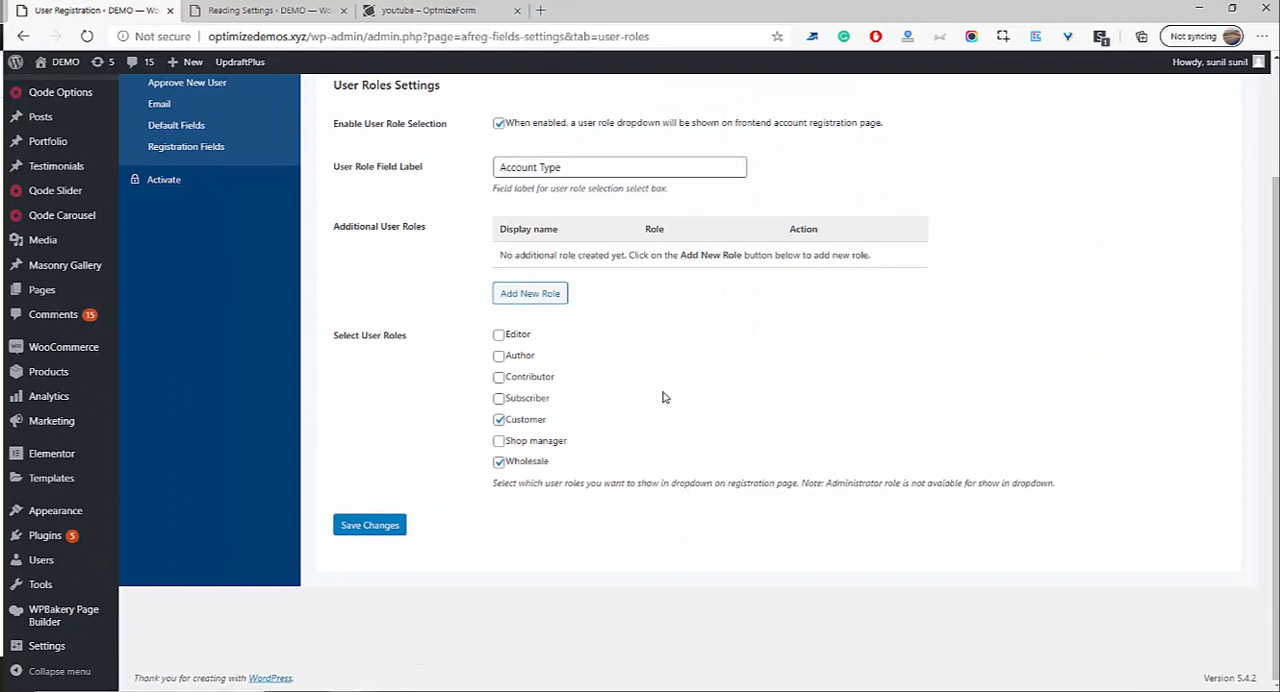 User Registration ‹ DEMO — Wo
Reading Settings ‹ DEMO — Wo
youtube – OptmizeForm
Not secure
optimizedemos.xyz/wp-admin/admin.php?page=afreg-fields-settings&tab=user-roles
Not syncing
DEMO
5
15
New
UpdraftPlus
Howdy, sunil sunil
Qode Options
Posts
Portfolio
Testimonials
Qode Slider
Qode Carousel
Media
Masonry Gallery
Pages
Comments 15
WooCommerce
Products
Analytics
Marketing
Elementor
Templates
Appearance
Plugins 5
Users
Tools
WPBakery Page
Builder
Settings
Collapse menu
Approve New User
Email
Default Fields
Registration Fields
Activate
User Roles Settings
Enable User Role Selection
When enabled, a user role dropdown will be shown on frontend account registration page.
User Role Field Label
Account Type
Field label for user role selection select box.
Additional User Roles
Display name Role Action
No additional role created yet. Click on the Add New Role button below to add new role.
Add New Role
Select User Roles
Editor
Author
Contributor
Subscriber
Customer
Shop manager
Wholesale
Select which user roles you want to show in dropdown on registration page. Note: Administrator role is not avaiable for show in dropdown.
Save Changes
Thank you for creating with WordPress.
Version 5.4.2